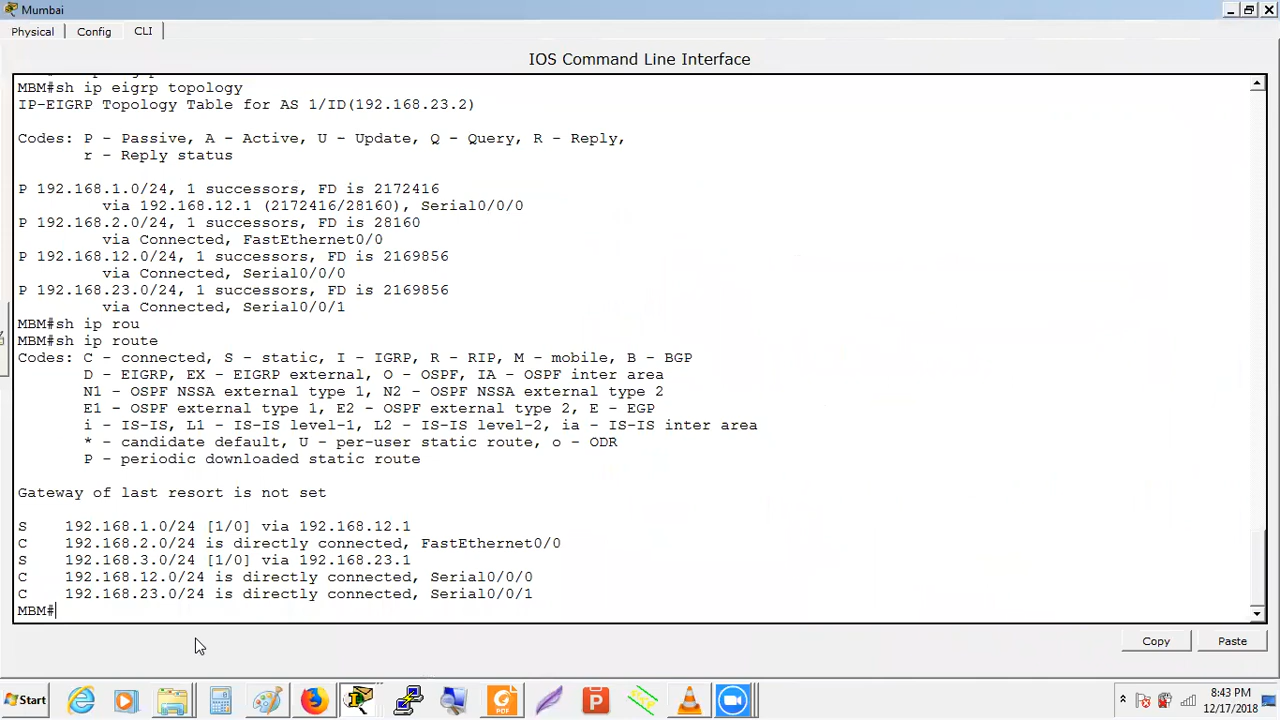 Mumbai
Physical Config CLI
IOS Command Line Interface
MBM#sh ip eigrp topology
IP-EIGRP Topology Table for AS 1/ID(192.168.23.2)
Codes: P - Passive, A - Active, U - Update, Q - Query, R - Reply,
r - Reply status
P 192.168.1.0/24, 1 successors, FD is 2172416
via 192.168.12.1 (2172416/28160), Serial0/0/0
P 192.168.2.0/24, 1 successors, FD is 28160
via Connected, FastEthernet0/0
P 192.168.12.0/24, 1 successors, FD is 2169856
via Connected, Serial0/0/0
P 192.168.23.0/24, 1 successors, FD is 2169856
via Connected, Serial0/0/1
MBM#sh ip rou
MBM#sh ip route
Codes: C - connected, S - static, I - IGRP, R - RIP, M - mobile, B - BGP
D - EIGRP, EX - EIGRP external, O - OSPF, IA - OSPF inter area
N1 - OSPF NSSA external type 1, N2 - OSPF NSSA external type 2
E1 - OSPF external type 1, E2 - OSPF external type 2, E - EGP
i - IS-IS, L1 - IS-IS level-1, L2 - IS-IS level-2, ia - IS-IS inter area
* - candidate default, U - per-user static route, o - ODR
P - periodic downloaded static route
Gateway of last resort is not set
S 192.168.1.0/24 [1/0] via 192.168.12.1
C 192.168.2.0/24 is directly connected, FastEthernet0/0
S 192.168.3.0/24 [1/0] via 192.168.23.1
C 192.168.12.0/24 is directly connected, Serial0/0/0
C 192.168.23.0/24 is directly connected, Serial0/0/1
MBM#
Copy Paste
Start
8:43 PM
12/17/2018